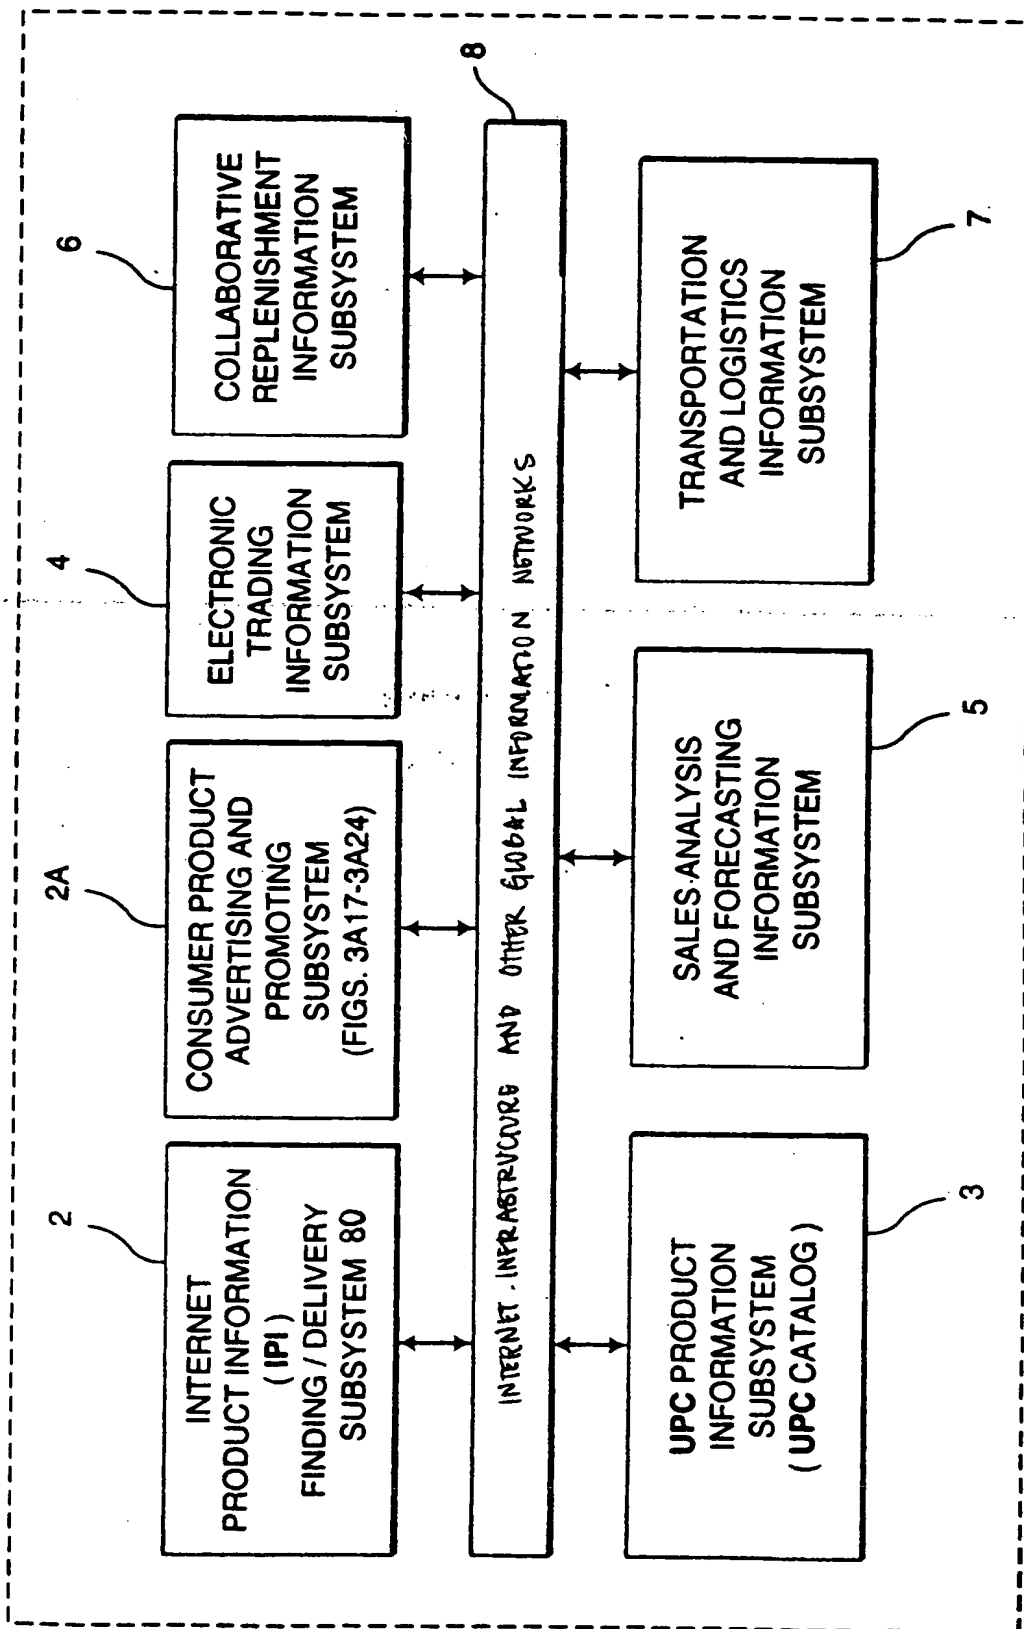 2
INTERNET
PRODUCT INFORMATION
( IPI )
FINDING / DELIVERY
SUBSYSTEM 80
2A
CONSUMER PRODUCT
ADVERTISING AND
PROMOTING
SUBSYSTEM
(FIGS. 3A17-3A24)
4
ELECTRONIC
TRADING
INFORMATION
SUBSYSTEM
6
COLLABORATIVE
REPLENISHMENT
INFORMATION
SUBSYSTEM
8
INTERNET INFRASTRUCTURE AND OTHER GLOBAL INFORMATION NETWORKS
UPC PRODUCT
INFORMATION
SUBSYSTEM
( UPC CATALOG )
3
SALES ANALYSIS
AND FORECASTING
INFORMATION
SUBSYSTEM
5
TRANSPORTATION
AND LOGISTICS
INFORMATION
SUBSYSTEM
7